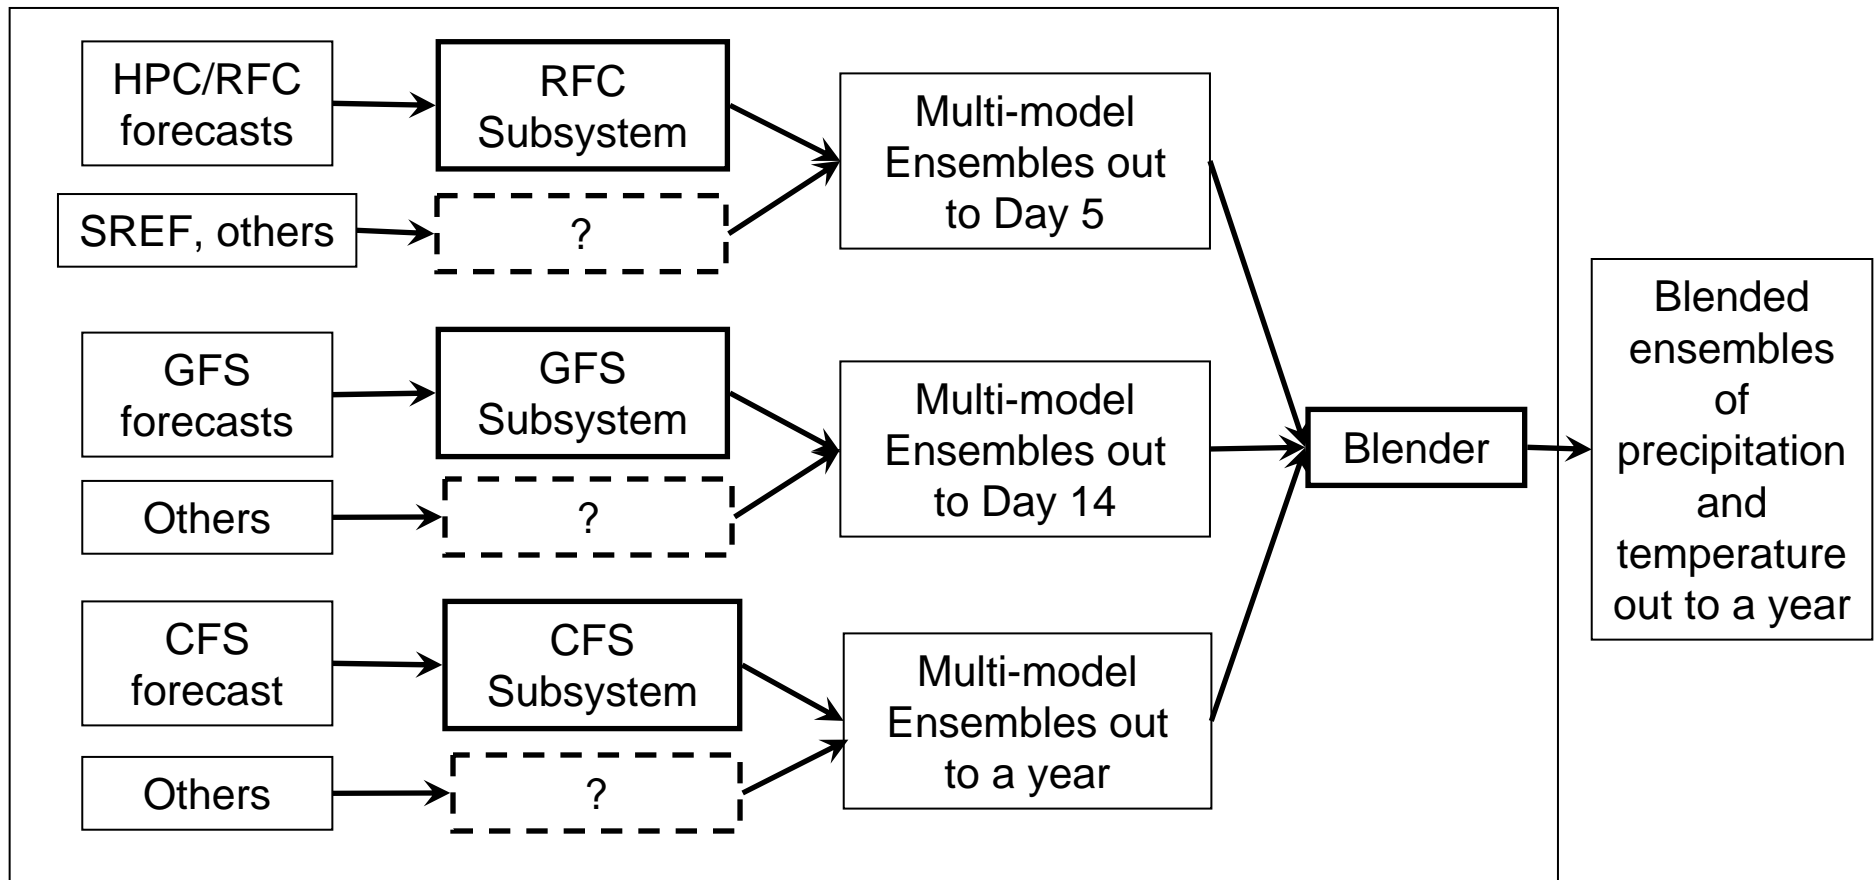 HPC/RFC
forecasts
RFC
Subsystem
Multi-model
Ensembles out
to Day 5
SREF, others
?
GFS
forecasts
GFS
Subsystem
Multi-model
Ensembles out
to Day 14
Others
?
CFS
forecast
CFS
Subsystem
Multi-model
Ensembles out
to a year
Others
?
Blender
Blended
ensembles
of
precipitation
and
temperature
out to a year